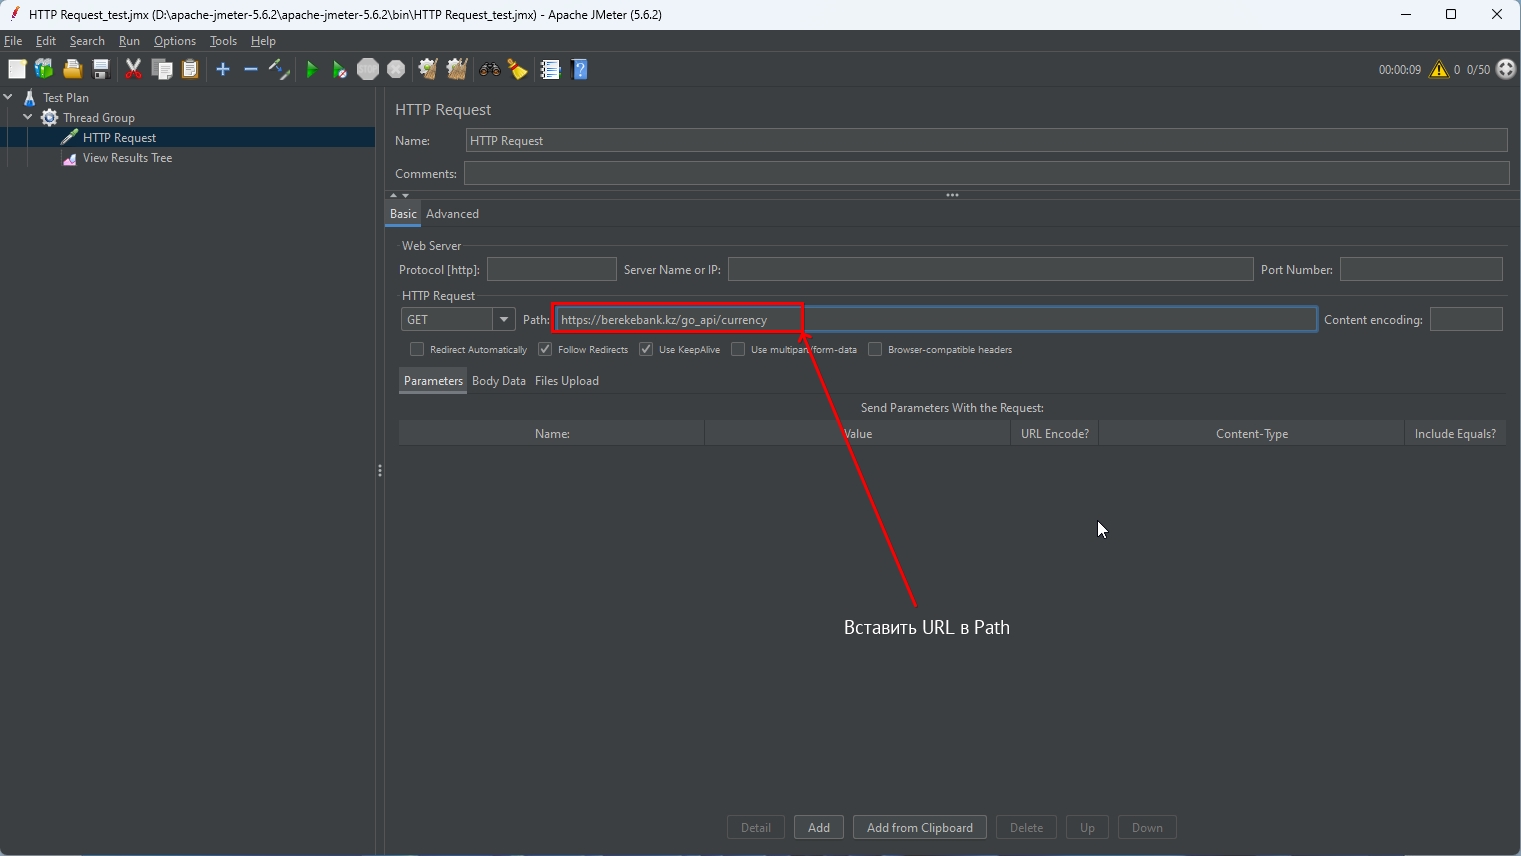 HTTP Request_test.jmx (D:\apache-jmeter-5.6.2\apache-jmeter-5.6.2\bin\HTTP Request_test.jmx) - Apache JMeter (5.6.2)
File Edit Search Run Options Tools Help
STOP 00:00:09 0 0/50
Test Plan
Thread Group
HTTP Request
View Results Tree
HTTP Request
Name: HTTP Request
Comments:
Basic Advanced
Web Server
Protocol [http]: Server Name or IP: Port Number:
HTTP Request
GET Path: https://berekebank.kz/go_api/currency Content encoding:
Redirect Automatically Follow Redirects Use KeepAlive Use multipart/form-data Browser-compatible headers
Parameters Body Data Files Upload
Send Parameters With the Request:
Name: Value URL Encode? Content-Type Include Equals?
Вставить URL в Path
Detail Add Add from Clipboard Delete Up Down